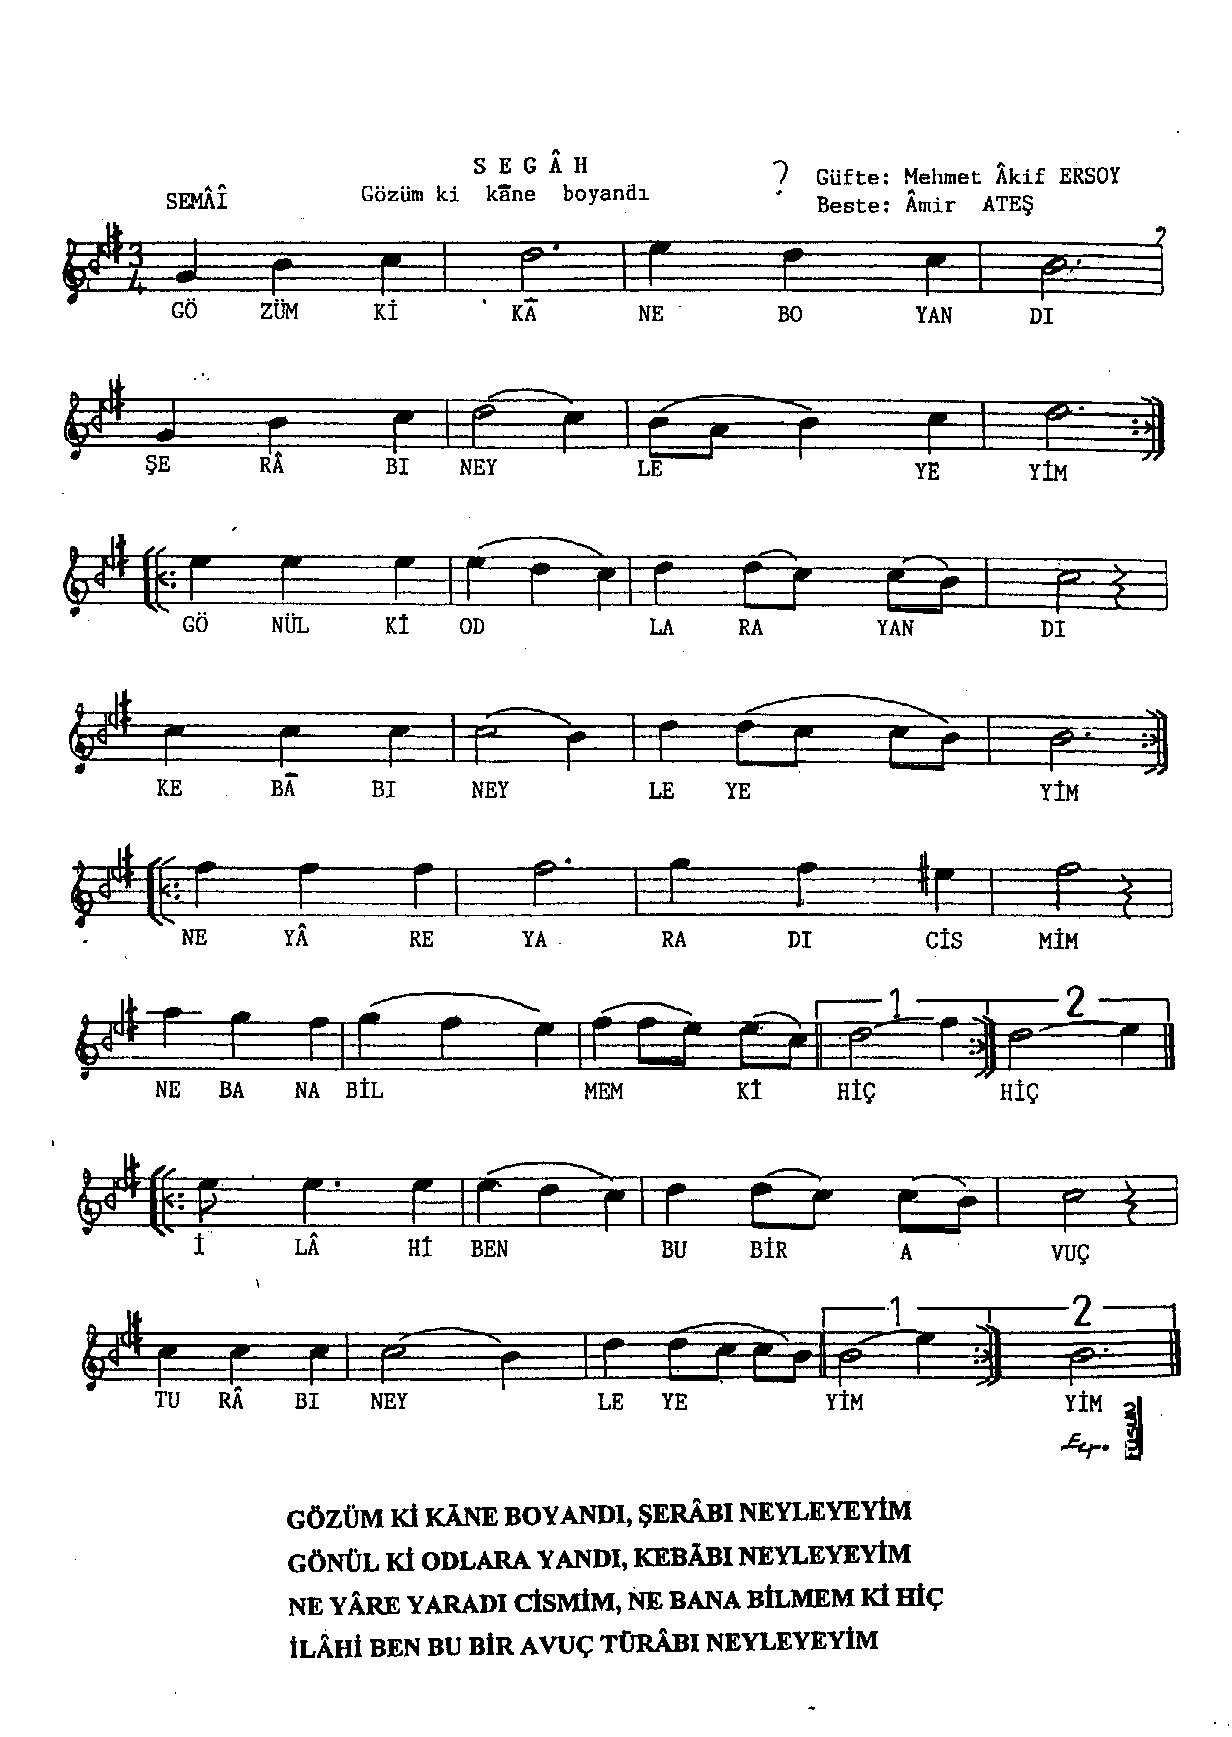 S E G Â H
SEMÂÎ
Gözüm ki kāne boyandı
?
Güfte: Mehmet Âkif ERSOY
Beste: Âmir ATEŞ
3
4
GÖ ZÜM Kİ KĀ NE BO YAN DI
ŞE RÂ BI NEY LE YE YİM
GÖ NÜL Kİ OD LA RA YAN DI
KE BĀ BI NEY LE YE YİM
NE YÂ RE YA RA DI CİS MİM
1 2
NE BA NA BİL MEM Kİ HİÇ HİÇ
İ LÂ Hİ BEN BU BİR A VUÇ
1 2
TU RÂ BI NEY LE YE YİM YİM
GÖZÜM Kİ KĀNE BOYANDI, ŞERÂBI NEYLEYEYİM
GÖNÜL Kİ ODLARA YANDI, KEBĀBI NEYLEYEYİM
NE YÂRE YARADI CİSMİM, NE BANA BİLMEM Kİ HİÇ
İLÂHİ BEN BU BİR AVUÇ TÜRÂBI NEYLEYEYİM